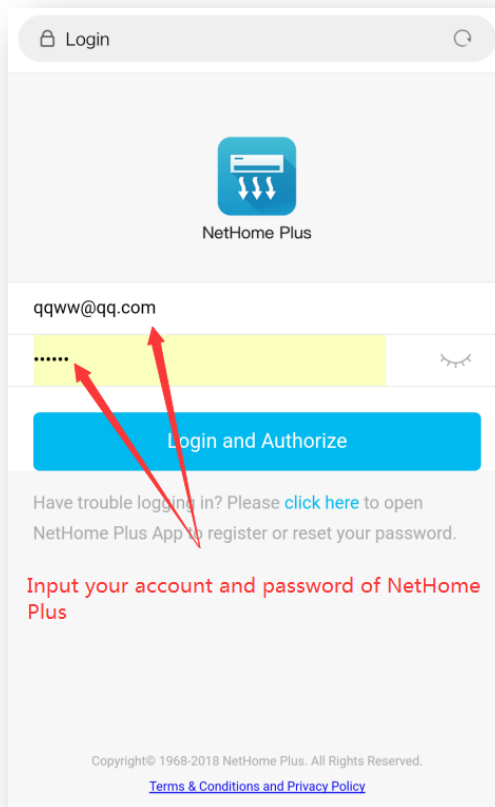 Login
NetHome Plus
qqww@qq.com
••••••
Login and Authorize
Have trouble logging in? Please click here to open
NetHome Plus App to register or reset your password.
Input your account and password of NetHome
Plus
Copyright© 1968-2018 NetHome Plus. All Rights Reserved.
Terms & Conditions and Privacy Policy